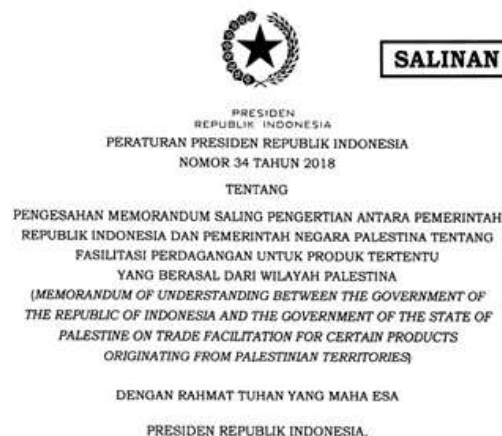 SALINAN
PRESIDEN
REPUBLIK INDONESIA
PERATURAN PRESIDEN REPUBLIK INDONESIA
NOMOR 34 TAHUN 2018
TENTANG
PENGESAHAN MEMORANDUM SALING PENGERTIAN ANTARA PEMERINTAH
REPUBLIK INDONESIA DAN PEMERINTAH NEGARA PALESTINA TENTANG
FASILITASI PERDAGANGAN UNTUK PRODUK TERTENTU
YANG BERASAL DARI WILAYAH PALESTINA
(MEMORANDUM OF UNDERSTANDING BETWEEN THE GOVERNMENT OF
THE REPUBLIC OF INDONESIA AND THE GOVERNMENT OF THE STATE OF
PALESTINE ON TRADE FACILITATION FOR CERTAIN PRODUCTS
ORIGINATING FROM PALESTINIAN TERRITORIES)
DENGAN RAHMAT TUHAN YANG MAHA ESA
PRESIDEN REPUBLIK INDONESIA,